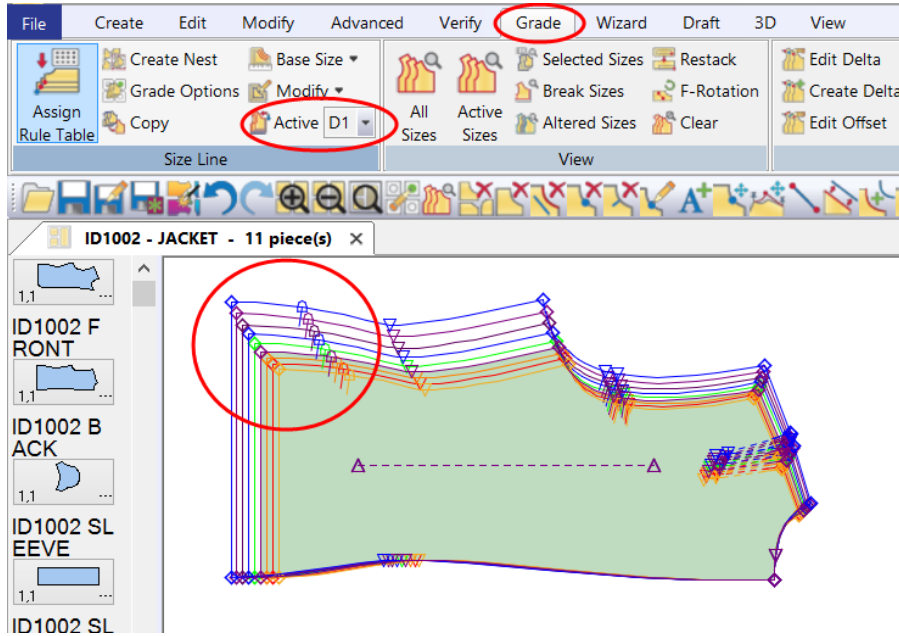 File Create Edit Modify Advanced Verify Grade Wizard Draft 3D View
Create Nest Base Size Selected Sizes Restack Edit Delta
Grade Options Modify Break Sizes F-Rotation Create Delta
Assign Rule Table Copy Active D1 All Sizes Active Sizes Altered Sizes Clear Edit Offset
Size Line View
ID1002 - JACKET - 11 piece(s) ×
1,1 ...
ID1002 F
RONT
1,1 ...
ID1002 B
ACK
1,1 ...
ID1002 SL
EEVE
1,1 ...
ID1002 SL